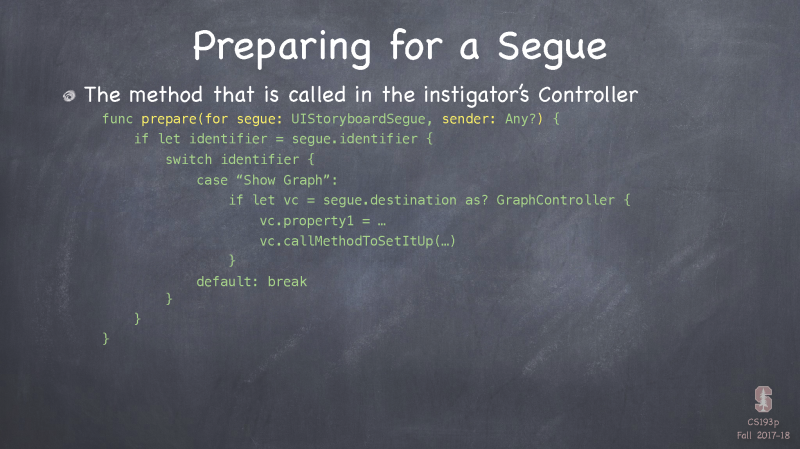 Preparing for a Segue
The method that is called in the instigator's Controller
func prepare(for segue: UIStoryboardSegue, sender: Any?) {
if let identifier = segue.identifier {
switch identifier {
case “Show Graph”:
if let vc = segue.destination as? GraphController {
vc.property1 = …
vc.callMethodToSetItUp(…)
}
default: break
}
}
}
S
CS193p
Fall 2017-18